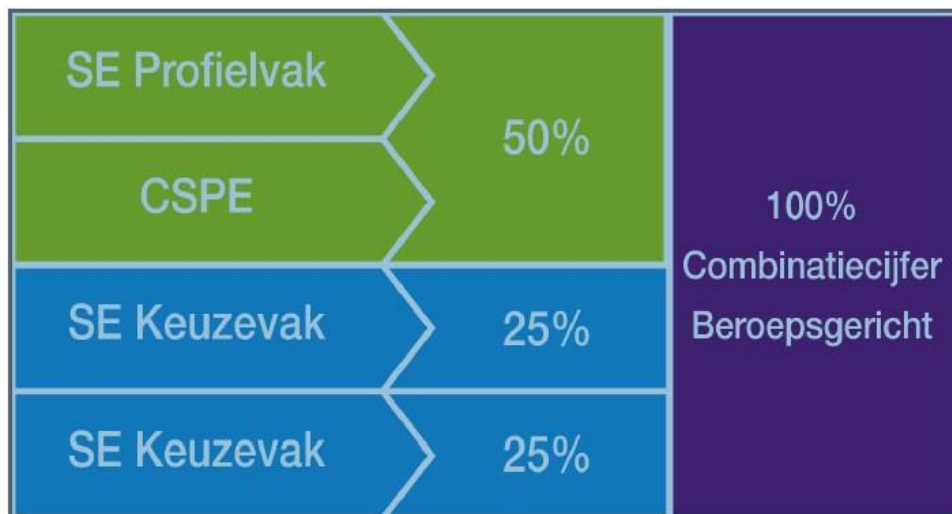 SE Profielvak
CSPE
50%
SE Keuzevak
25%
SE Keuzevak
25%
100%
Combinatiecijfer
Beroepsgericht